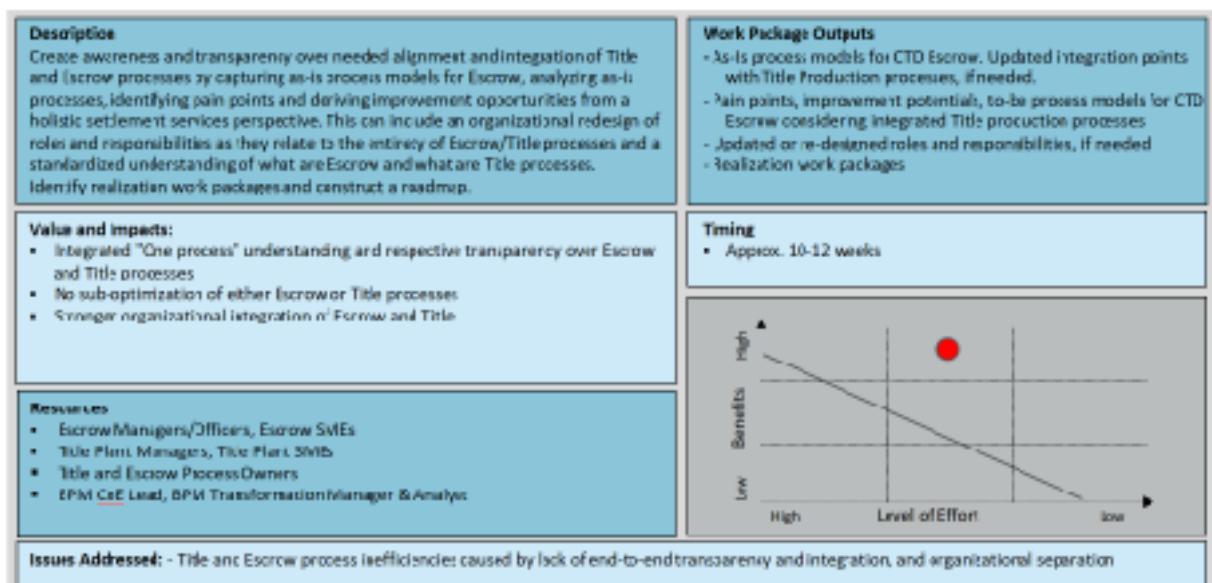 Description
Create awareness and transparency over needed alignment and integration of Title
and Escrow processes by capturing as-is process models for Escrow, analyzing as-is
processes, identifying pain points and deriving improvement opportunities from a
holistic settlement services perspective. This can include an organizational redesign of
roles and responsibilities as they relate to the entirety of Escrow/Title processes and a
standardized understanding of what are Escrow and what are Title processes.
Identify realization work packages and construct a roadmap.
Work Package Outputs
- As-Is process models for CTD Escrow. Updated integration points
with Title Production processes, if needed.
- Pain points, improvement potentials, to-be process models for CTD
Escrow considering integrated Title production processes
- Updated or re-designed roles and responsibilities, if needed
- Realization work packages
Value and Impacts:
▪ Integrated "One process" understanding and respective transparency over Escrow
and Title processes
▪ No sub-optimization of either Escrow or Title processes
▪ Stronger organizational integration of Escrow and Title
Timing
▪ Approx. 10-12 weeks
Resources
▪ Escrow Managers/Officers, Escrow SMEs
▪ Title Plant Managers, Title Plant SMEs
▪ Title and Escrow Process Owners
▪ BPM CoE Lead, BPM Transformation Manager & Analyst
High
Benefits
Low
High Level of Effort Low
Issues Addressed: - Title and Escrow process inefficiencies caused by lack of end-to-end transparency and integration, and organizational separation